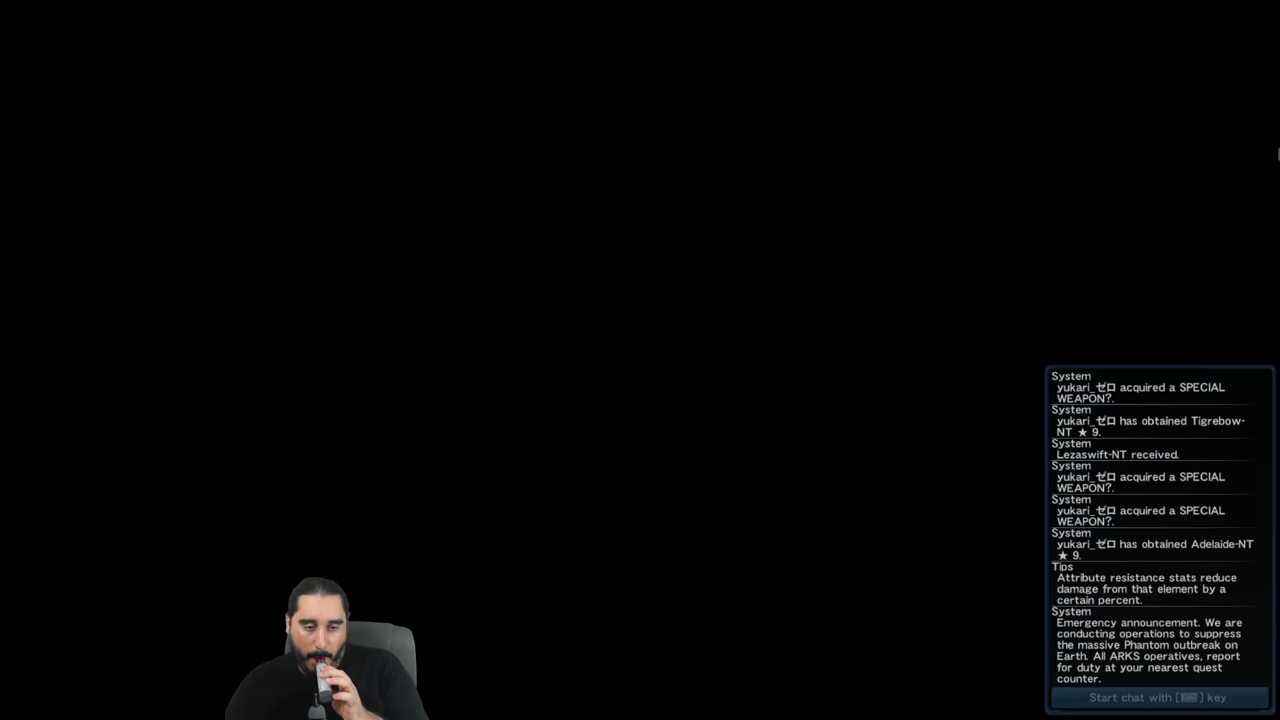 System
yukari_ゼロ acquired a SPECIAL
WEAPON?.
System
yukari_ゼロ has obtained Tigrebow-
NT ★ 9.
System
Lezaswift-NT received.
System
yukari_ゼロ acquired a SPECIAL
WEAPON?.
System
yukari_ゼロ acquired a SPECIAL
WEAPON?.
System
yukari_ゼロ has obtained Adelaide-NT
★ 9.
Tips
Attribute resistance stats reduce
damage from that element by a
certain percent.
System
Emergency announcement. We are
conducting operations to suppress
the massive Phantom outbreak on
Earth. All ARKS operatives, report
for duty at your nearest quest
counter.
Start chat with [ ] key